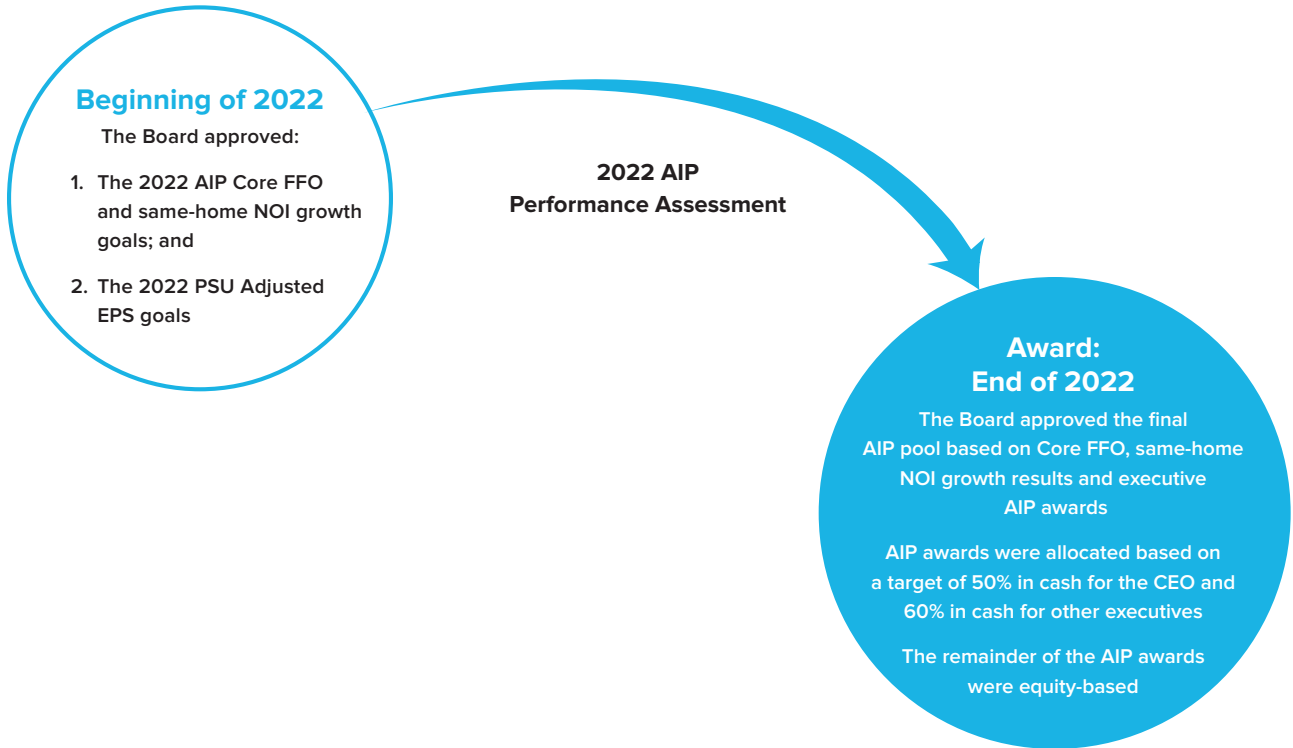 Beginning of 2022
The Board approved:
1. The 2022 AIP Core FFO
and same-home NOI growth
goals; and
2. The 2022 PSU Adjusted
EPS goals
2022 AIP
Performance Assessment
Award:
End of 2022
The Board approved the final
AIP pool based on Core FFO, same-home
NOI growth results and executive
AIP awards
AIP awards were allocated based on
a target of 50% in cash for the CEO and
60% in cash for other executives
The remainder of the AIP awards
were equity-based